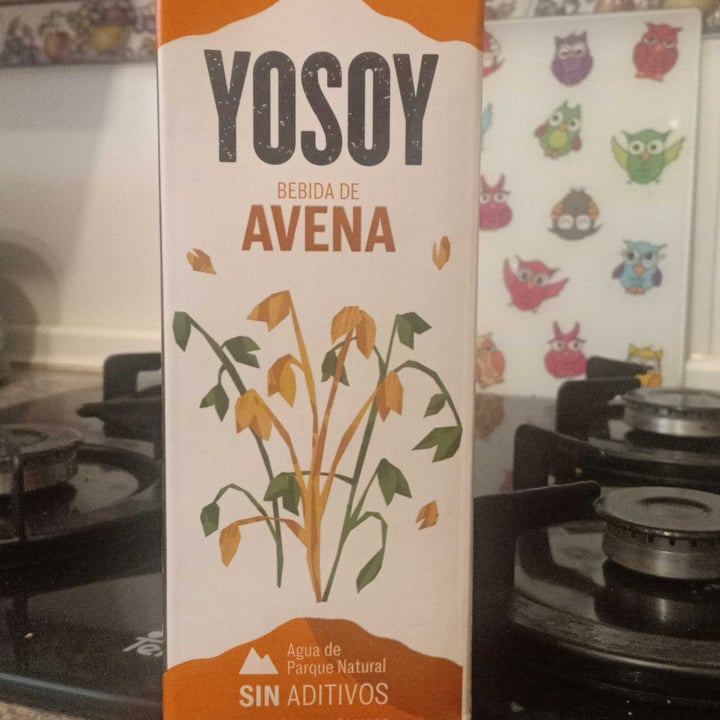 YOSOY
BEBIDA DE
AVENA
Agua de
Parque Natural
SIN ADITIVOS